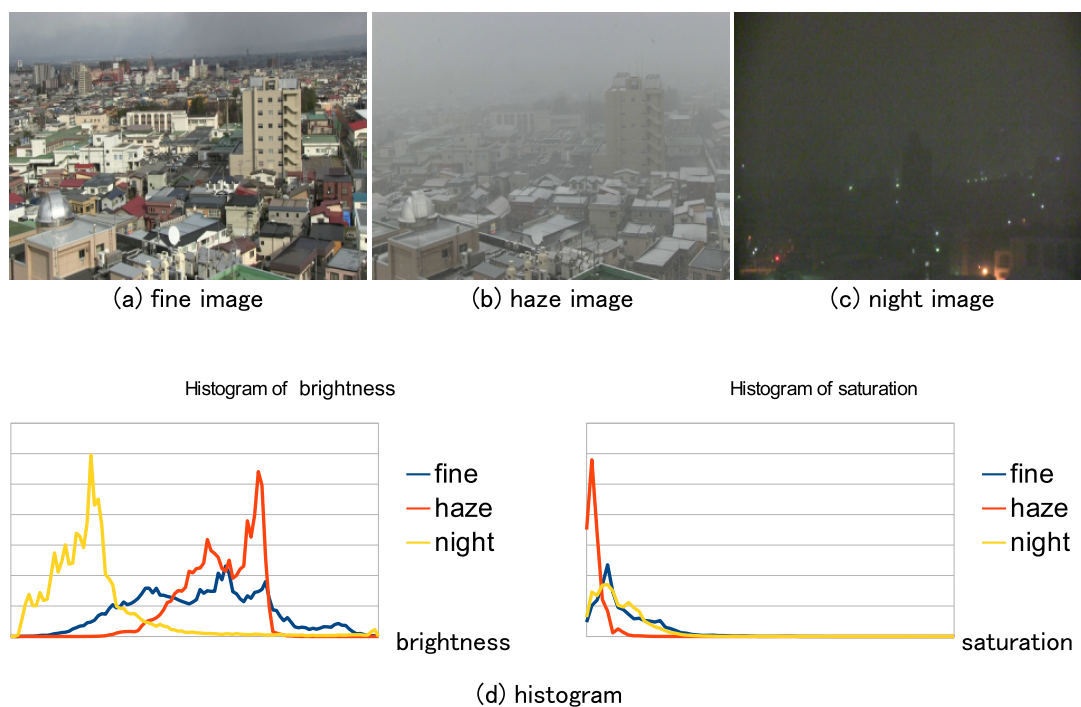 (a) fine image
(b) haze image
(c) night image
Histogram of brightness
Histogram of saturation
fine
haze
night
brightness
fine
haze
night
saturation
(d) histogram